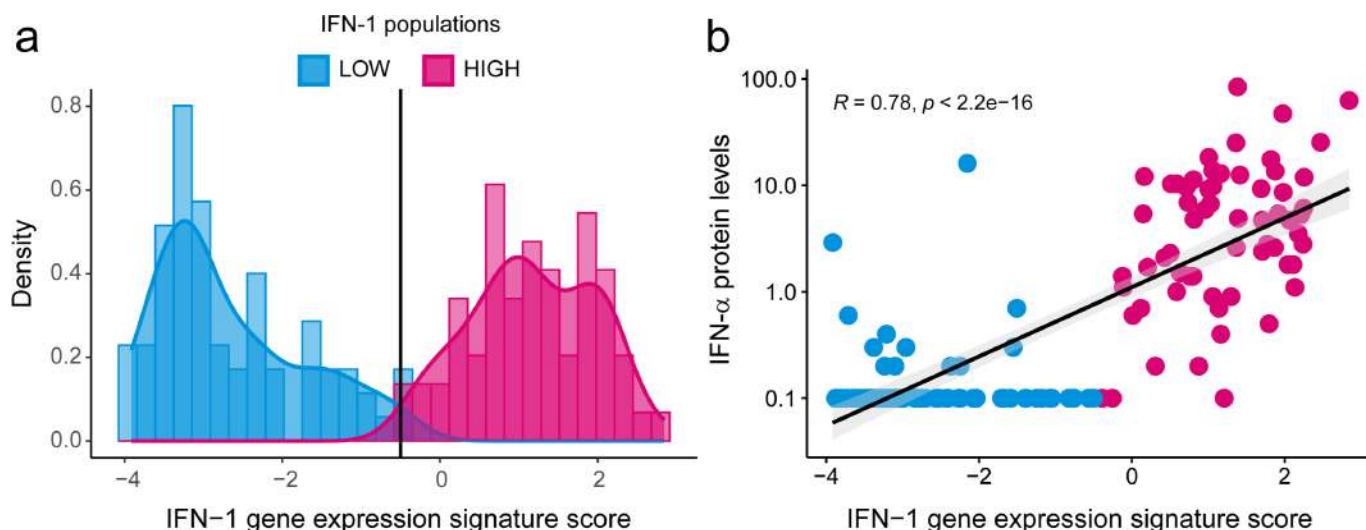 a
IFN-1 populations
LOW HIGH
Density
0.8
0.6
0.4
0.2
0.0
−4 −2 0 2
IFN−1 gene expression signature score
b
R = 0.78, p < 2.2e−16
IFN-α protein levels
100.0
10.0
1.0
0.1
−4 −2 0 2
IFN−1 gene expression signature score